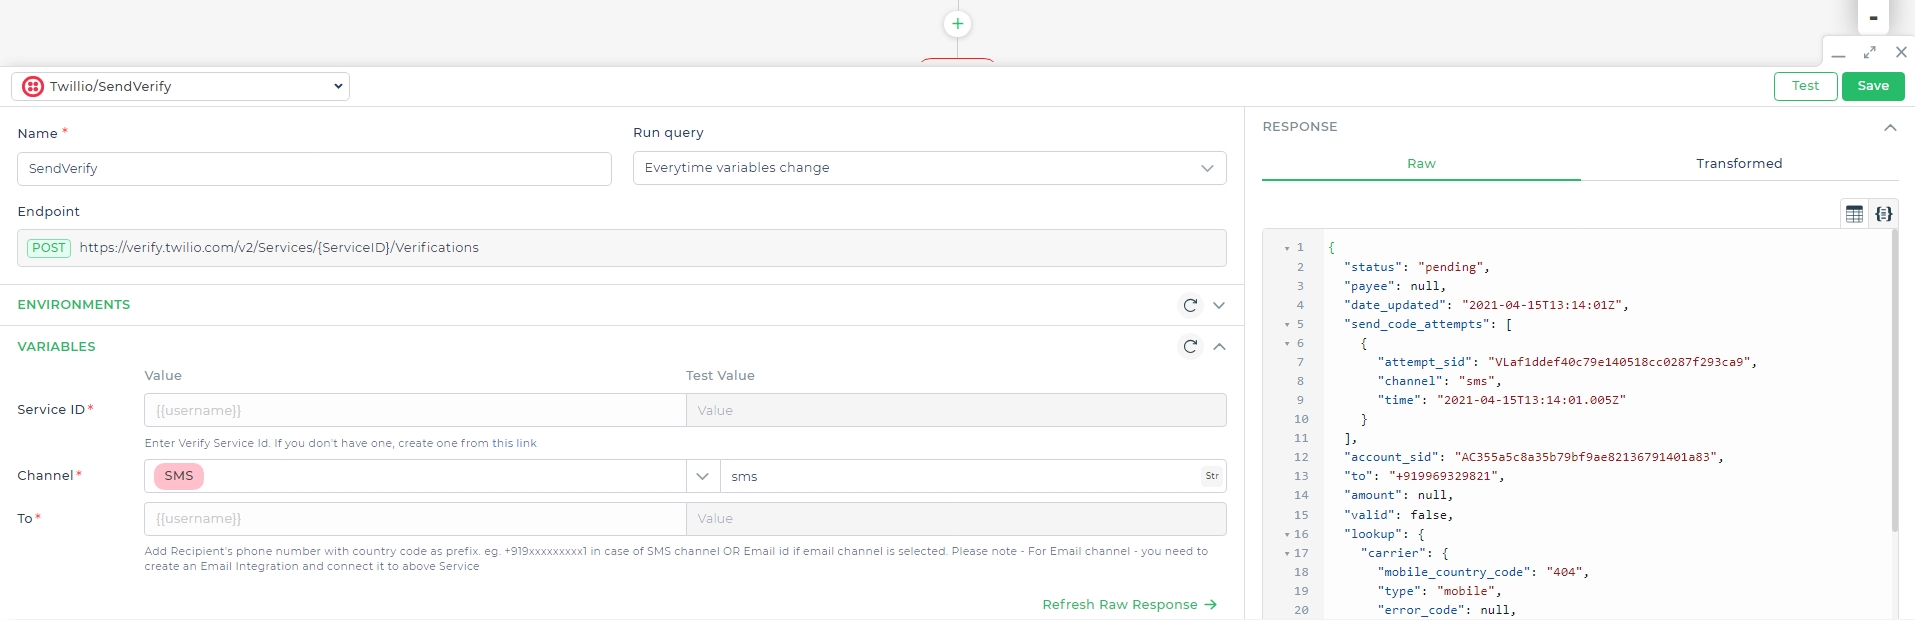 Twillio/SendVerify
Test
Save
Name *
Run query
SendVerify
Everytime variables change
Endpoint
POST https://verify.twilio.com/v2/Services/{ServiceID}/Verifications
ENVIRONMENTS
VARIABLES
Value
Test Value
Service ID*
{{username}}
Value
Enter Verify Service Id. If you don't have one, create one from this link
Channel*
SMS
sms
Str
To*
{{username}}
Value
Add Recipient's phone number with country code as prefix. eg. +919xxxxxxxxx1 in case of SMS channel OR Email id if email channel is selected. Please note - For Email channel - you need to
create an Email Integration and connect it to above Service
Refresh Raw Response
RESPONSE
Raw
Transformed
1 {
2 "status": "pending",
3 "payee": null,
4 "date_updated": "2021-04-15T13:14:01Z",
5 "send_code_attempts": [
6 {
7 "attempt_sid": "VLaf1ddef40c79e140518cc0287f293ca9",
8 "channel": "sms",
9 "time": "2021-04-15T13:14:01.005Z"
10 }
11 ],
12 "account_sid": "AC355a5c8a35b79bf9ae82136791401a83",
13 "to": "+919969329821",
14 "amount": null,
15 "valid": false,
16 "lookup": {
17 "carrier": {
18 "mobile_country_code": "404",
19 "type": "mobile",
20 "error_code": null,